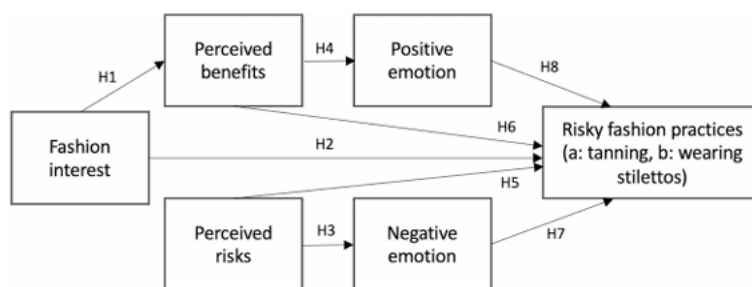 Perceived
benefits
H4
Positive
emotion
H1
H8
Fashion
interest
H6
H2
Risky fashion practices
(a: tanning, b: wearing
stilettos)
H5
Perceived
risks
H3
Negative
emotion
H7